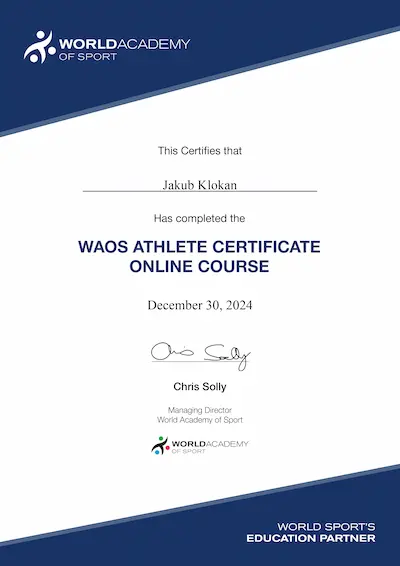 WORLDACADEMY
OF SPORT
This Certifies that
Jakub Klokan
Has completed the
WAOS ATHLETE CERTIFICATE
ONLINE COURSE
December 30, 2024
Chris Solly
Chris Solly
Managing Director
World Academy of Sport
WORLDACADEMY
OF SPORT
WORLD SPORT'S
EDUCATION PARTNER